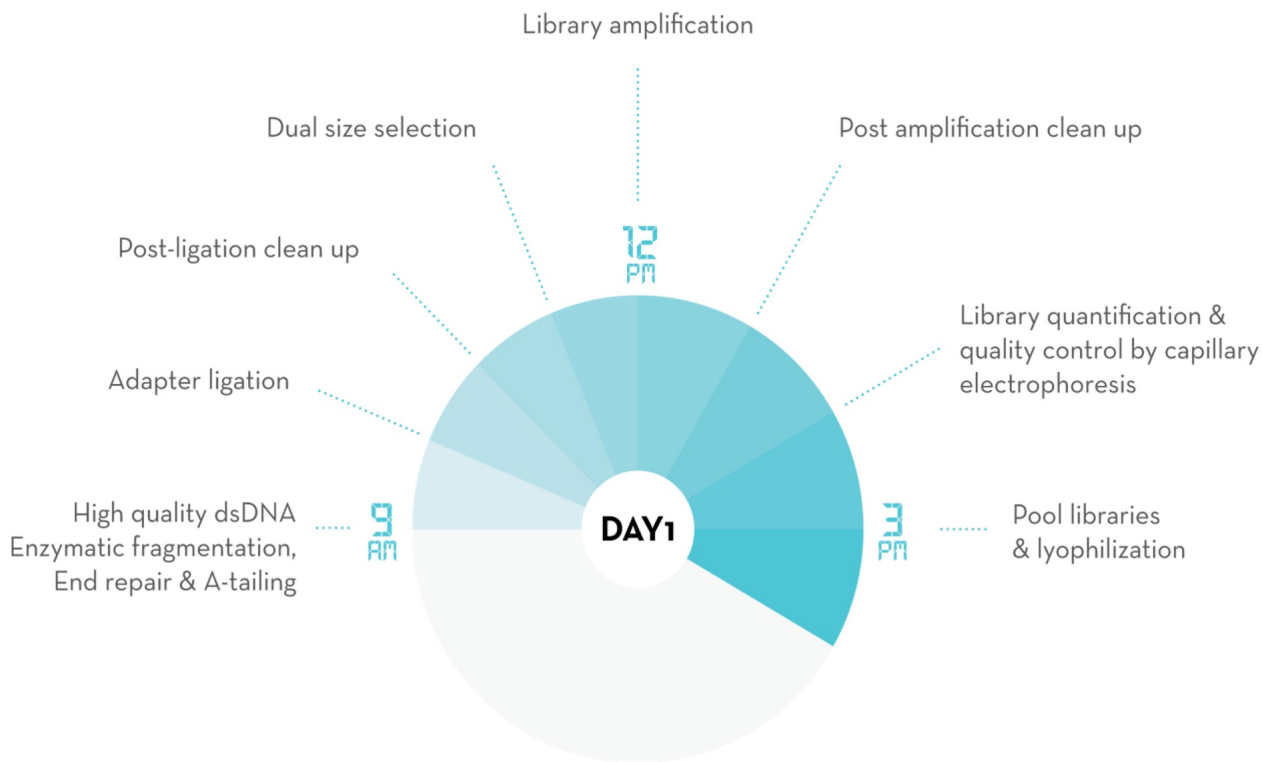 Library amplification
Dual size selection
Post amplification clean up
Post-ligation clean up
12
PM
Library quantification &
quality control by capillary
electrophoresis
Adapter ligation
High quality dsDNA
Enzymatic fragmentation,
End repair & A-tailing
9
AM
DAY1
3
PM
Pool libraries
& lyophilization